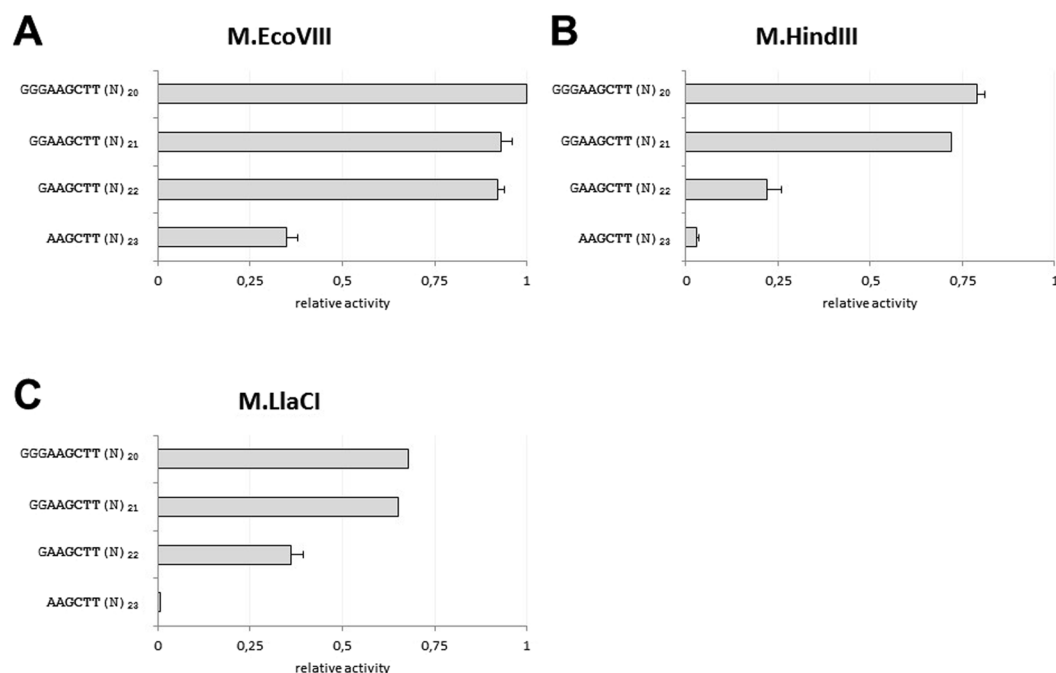 A
M.EcoVIII
GGGAAGCTT(N)20
GGAAGCTT(N)21
GAAGCTT(N)22
AAGCTT(N)23
0 0,25 0,5 0,75 1
relative activity
B
M.HindIII
GGGAAGCTT(N)20
GGAAGCTT(N)21
GAAGCTT(N)22
AAGCTT(N)23
0 0,25 0,5 0,75 1
relative activity
C
M.LlaCI
GGGAAGCTT(N)20
GGAAGCTT(N)21
GAAGCTT(N)22
AAGCTT(N)23
0 0,25 0,5 0,75 1
relative activity